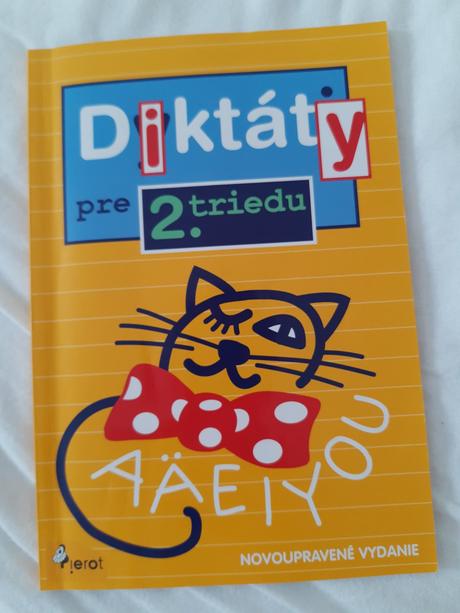 Diktáty
pre 2. triedu
AÄEIYOU
NOVOUPRAVENÉ VYDANIE
Pierot